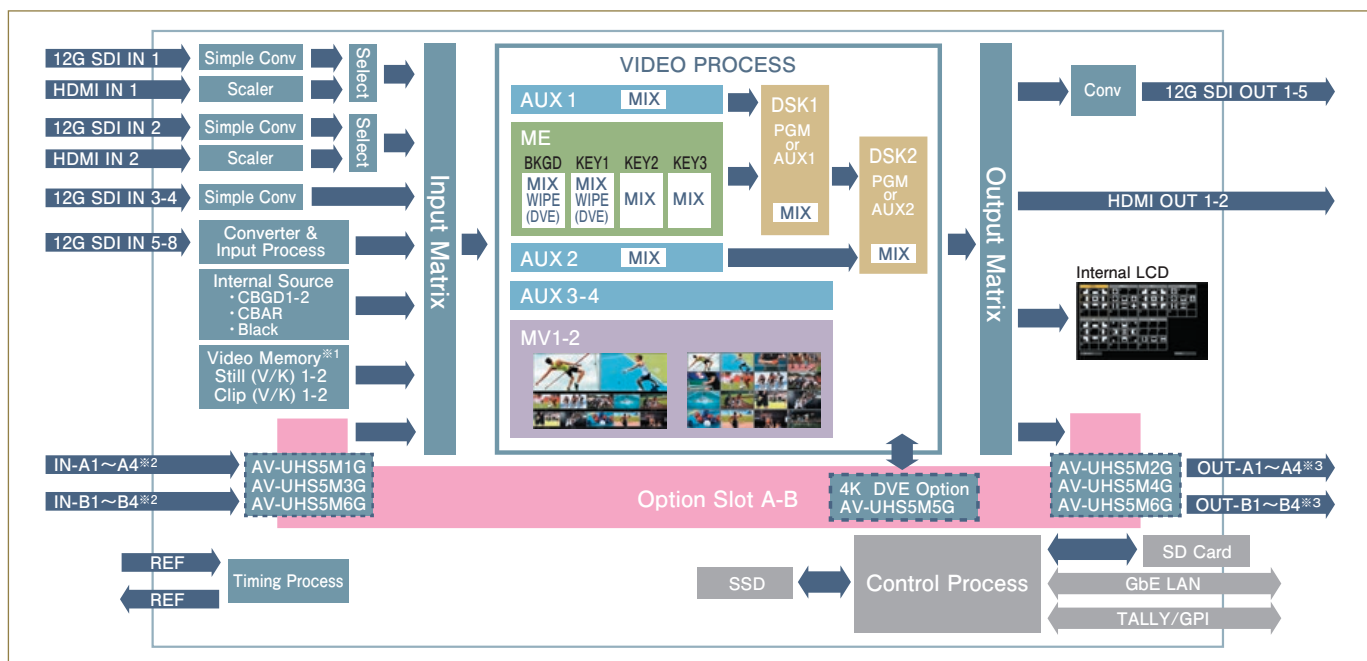 12G SDI IN 1
Simple Conv
HDMI IN 1
Scaler
Select
12G SDI IN 2
Simple Conv
HDMI IN 2
Scaler
Select
12G SDI IN 3-4
Simple Conv
12G SDI IN 5-8
Converter &
Input Process
Internal Source
・CBGD1-2
・CBAR
・Black
Video Memory※1
Still (V/K) 1-2
Clip (V/K) 1-2
Input Matrix
VIDEO PROCESS
AUX 1 MIX
ME
BKGD KEY1 KEY2 KEY3
MIX
WIPE
(DVE)
MIX
WIPE
(DVE)
MIX
MIX
AUX 2 MIX
AUX 3-4
MV1-2
DSK1
PGM
or
AUX1
MIX
DSK2
PGM
or
AUX2
MIX
Output Matrix
Conv
12G SDI OUT 1-5
HDMI OUT 1-2
Internal LCD
IN-A1～A4※2
IN-B1～B4※2
AV-UHS5M1G
AV-UHS5M3G
AV-UHS5M6G
Option Slot A-B
4K DVE Option
AV-UHS5M5G
AV-UHS5M2G
AV-UHS5M4G
AV-UHS5M6G
OUT-A1～A4※3
OUT-B1～B4※3
REF
REF
Timing Process
SSD
Control Process
SD Card
GbE LAN
TALLY/GPI